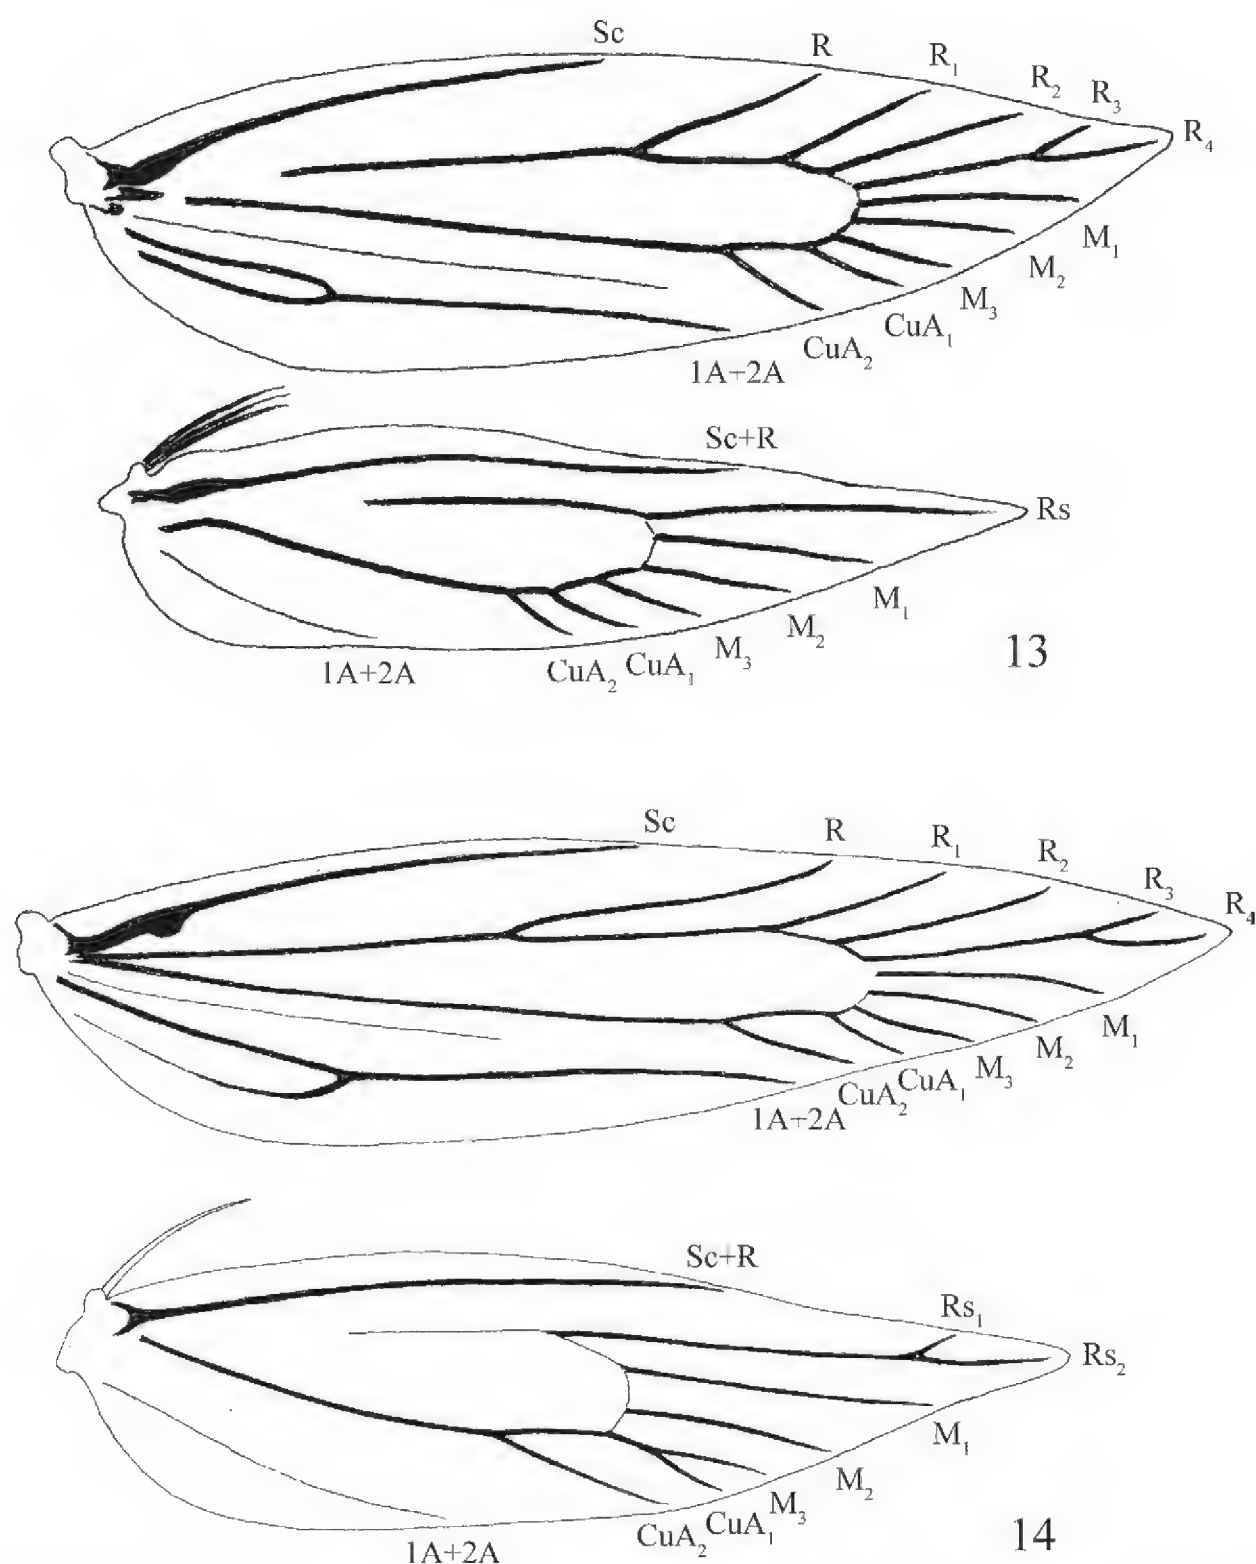 Sc R R₁ R₂ R₃ R₄
M₁
M₂
M₃
CuA₁
CuA₂
1A+2A
Sc+R
Rs
M₁
M₂
M₃
CuA₁
CuA₂
1A+2A
13
Sc R R₁ R₂ R₃ R₄
M₁
M₂
M₃
CuA₁
CuA₂
1A+2A
Sc+R
Rs₁
Rs₂
M₁
M₂
M₃
CuA₁
CuA₂
1A+2A
14